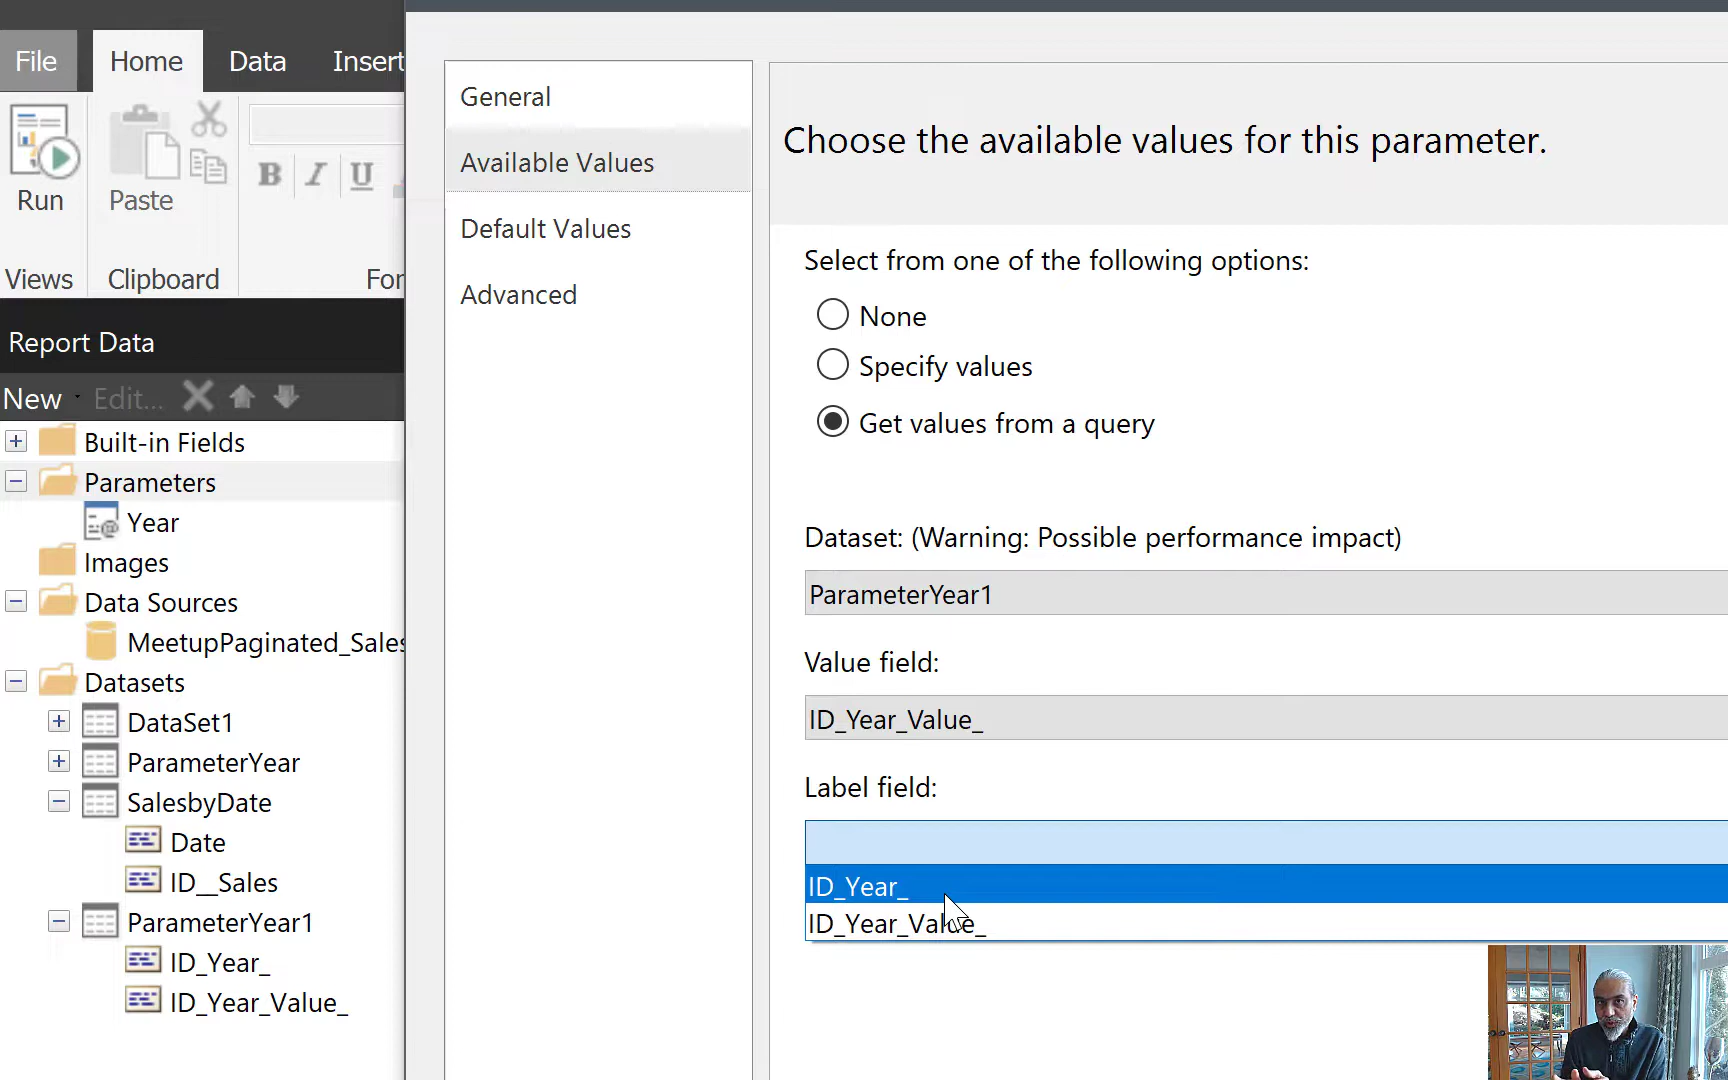 File
Home
Data
Insert
Run
Paste
B I U
Views
Clipboard
For
Report Data
New
Edit...
Built-in Fields
Parameters
Year
Images
Data Sources
MeetupPaginated_Sales
Datasets
DataSet1
ParameterYear
SalesbyDate
Date
ID__Sales
ParameterYear1
ID_Year_
ID_Year_Value_
General
Available Values
Default Values
Advanced
Choose the available values for this parameter.
Select from one of the following options:
None
Specify values
Get values from a query
Dataset: (Warning: Possible performance impact)
ParameterYear1
Value field:
ID_Year_Value_
Label field:
ID_Year_
ID_Year_Value_